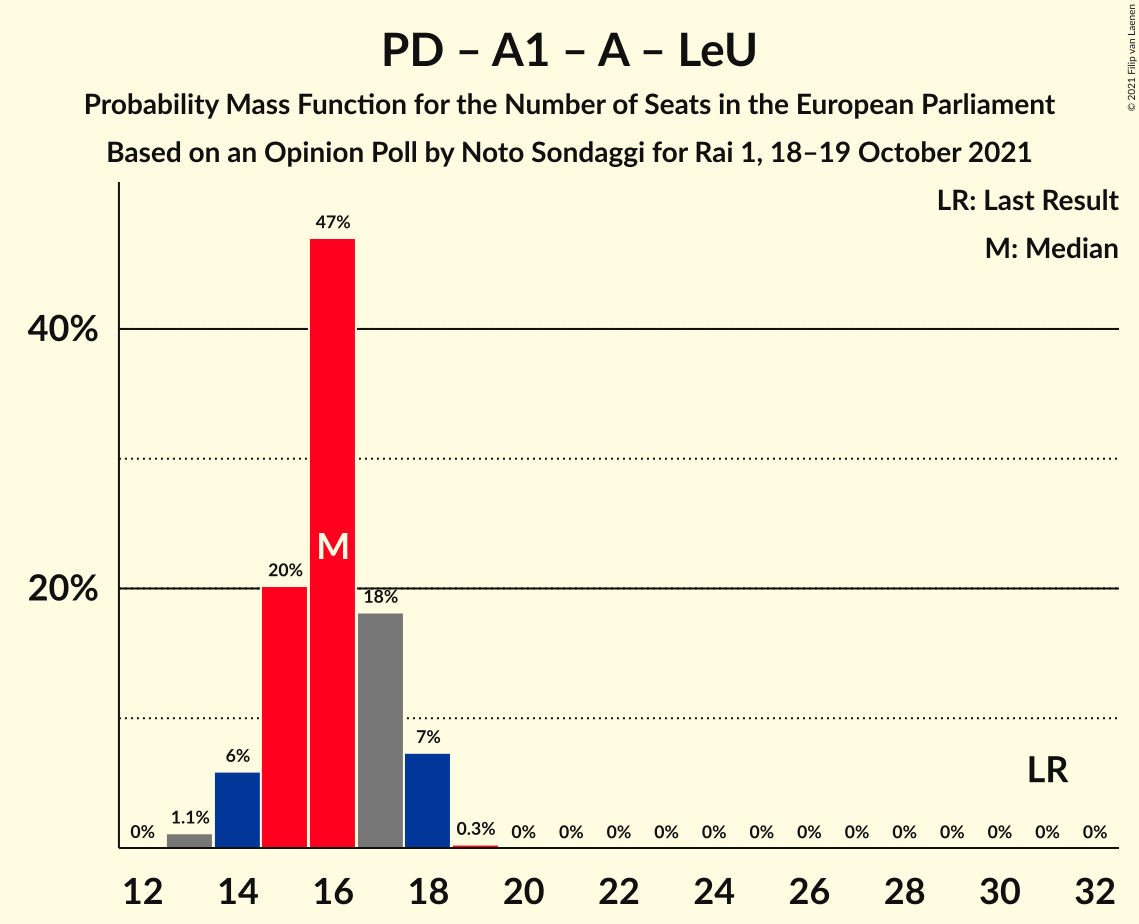 PD – A1 – A – LeU
Probability Mass Function for the Number of Seats in the European Parliament
Based on an Opinion Poll by Noto Sondaggi for Rai 1, 18–19 October 2021
© 2021 Filip van Laenen
LR: Last Result
M: Median
47%
40%
M
20%
20%
18%
7%
6%
LR
0% 1.1% 0.3% 0% 0% 0% 0% 0% 0% 0% 0% 0% 0% 0% 0% 0%
12 14 16 18 20 22 24 26 28 30 32